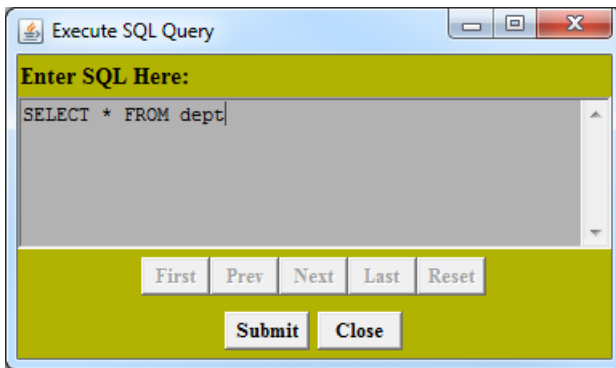 Execute SQL Query
Enter SQL Here:
SELECT * FROM dept
First Prev Next Last Reset
Submit Close